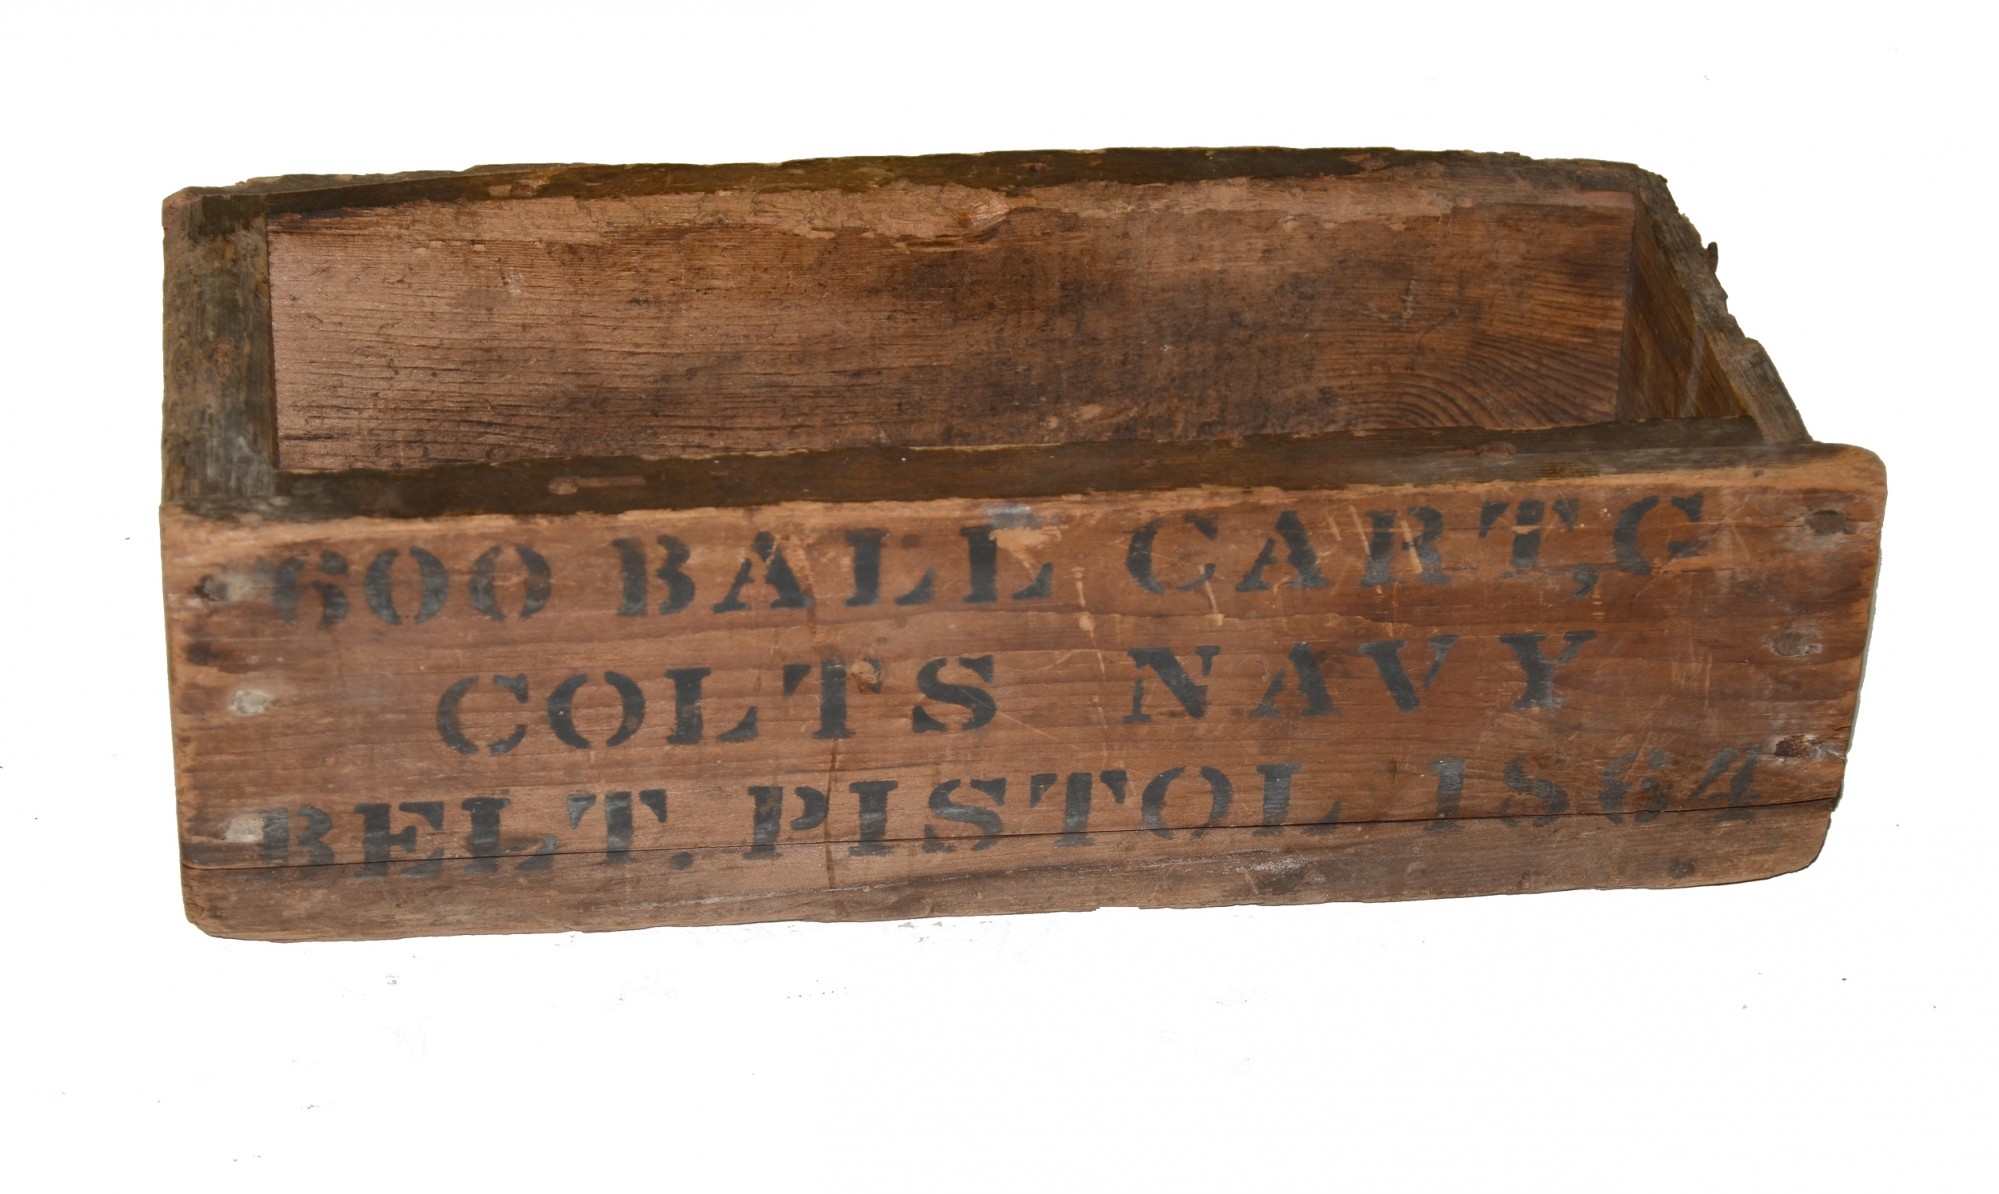 600 BALL CART,G
COLTS NAVY
BELT. PISTOL 1864